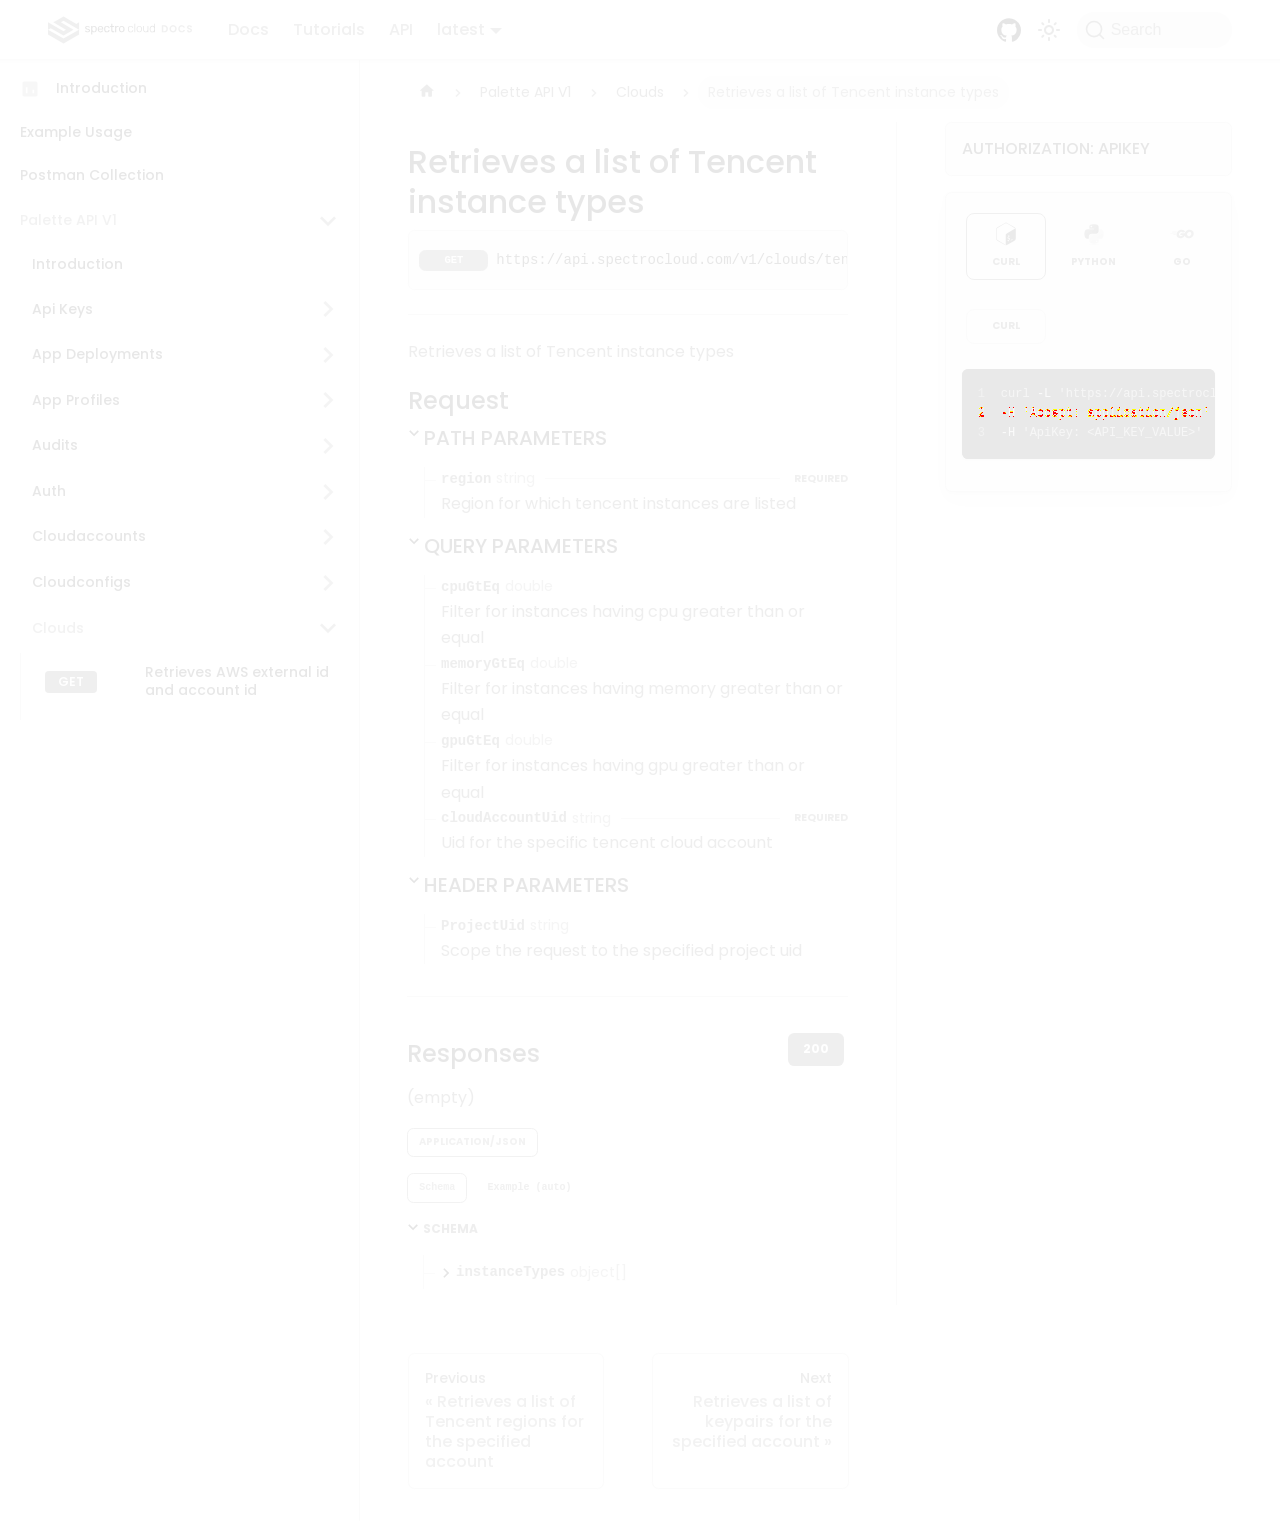 spectro cloud DOCS
Docs
Tutorials
API
latest
Search
Introduction
Example Usage
Postman Collection
Palette API V1
Introduction
Api Keys
App Deployments
App Profiles
Audits
Auth
Cloudaccounts
Cloudconfigs
Clouds
GET
Retrieves AWS external id
and account id
Palette API V1
Clouds
Retrieves a list of Tencent instance types
Retrieves a list of Tencent
instance types
GET https://api.spectrocloud.com/v1/clouds/ten
Retrieves a list of Tencent instance types
Request
PATH PARAMETERS
region string REQUIRED
Region for which tencent instances are listed
QUERY PARAMETERS
cpuGtEq double
Filter for instances having cpu greater than or
equal
memoryGtEq double
Filter for instances having memory greater than or
equal
gpuGtEq double
Filter for instances having gpu greater than or
equal
cloudAccountUid string REQUIRED
Uid for the specific tencent cloud account
HEADER PARAMETERS
ProjectUid string
Scope the request to the specified project uid
Responses
200
(empty)
APPLICATION/JSON
Schema
Example (auto)
SCHEMA
instanceTypes object[]
Previous
« Retrieves a list of
Tencent regions for
the specified
account
Next
Retrieves a list of
keypairs for the
specified account »
AUTHORIZATION: APIKEY
CURL
PYTHON
GO
GO
CURL
1 curl -L 'https://api.spectrocl
2 -H 'Accept: application/json'
3 -H 'ApiKey: <API_KEY_VALUE>'